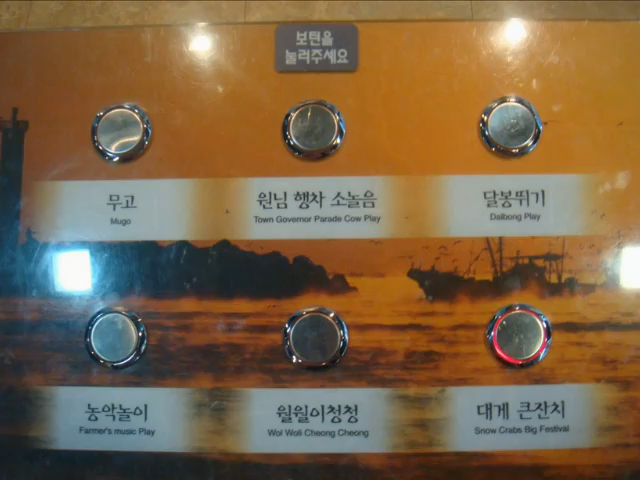 보턴을
눌러주세요
무고
Mugo
원님 행차 소놀음
Town Governor Parade Cow Play
달봉뛰기
Dalbong Play
농악놀이
Farmer's music Play
월월이청청
Wol Woli Cheong Cheong
대게 큰잔치
Snow Crabs Big Festival